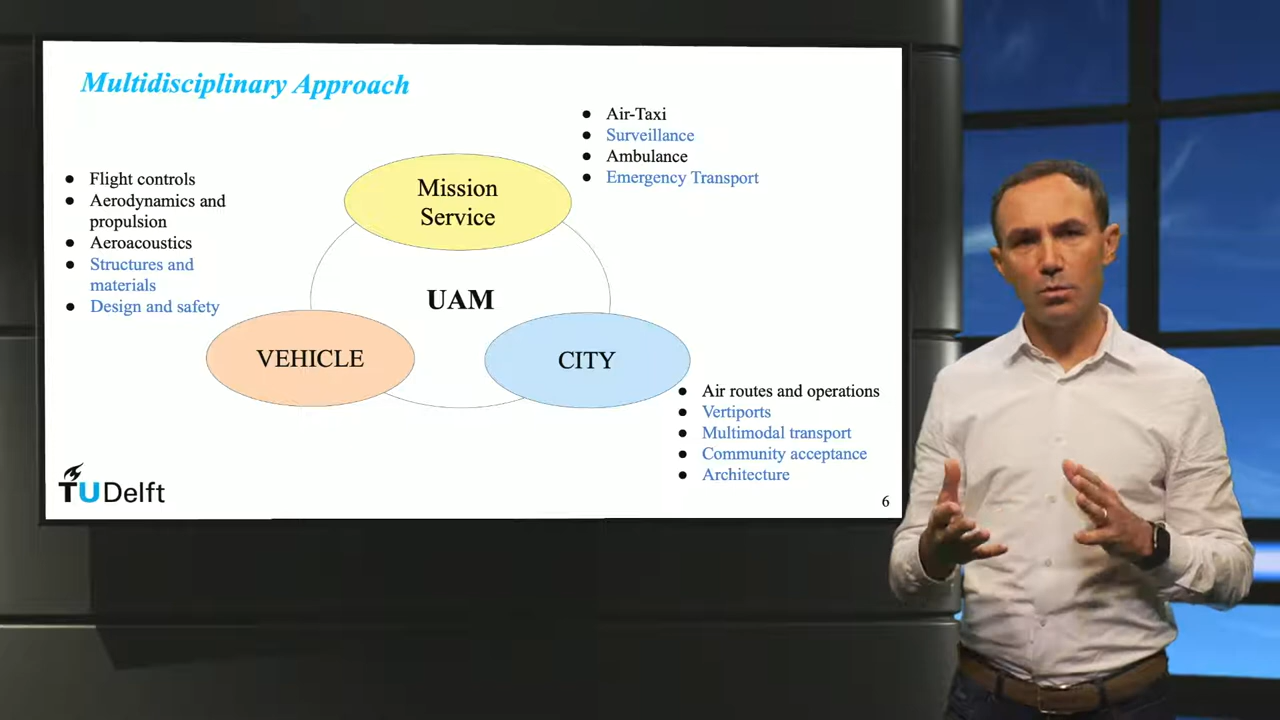 Multidisciplinary Approach
• Air-Taxi
• Surveillance
• Ambulance
• Emergency Transport
• Flight controls
• Aerodynamics and
propulsion
• Aeroacoustics
• Structures and
materials
• Design and safety
Mission
Service
UAM
VEHICLE
CITY
• Air routes and operations
• Vertiports
• Multimodal transport
• Community acceptance
• Architecture
TUDelft
6